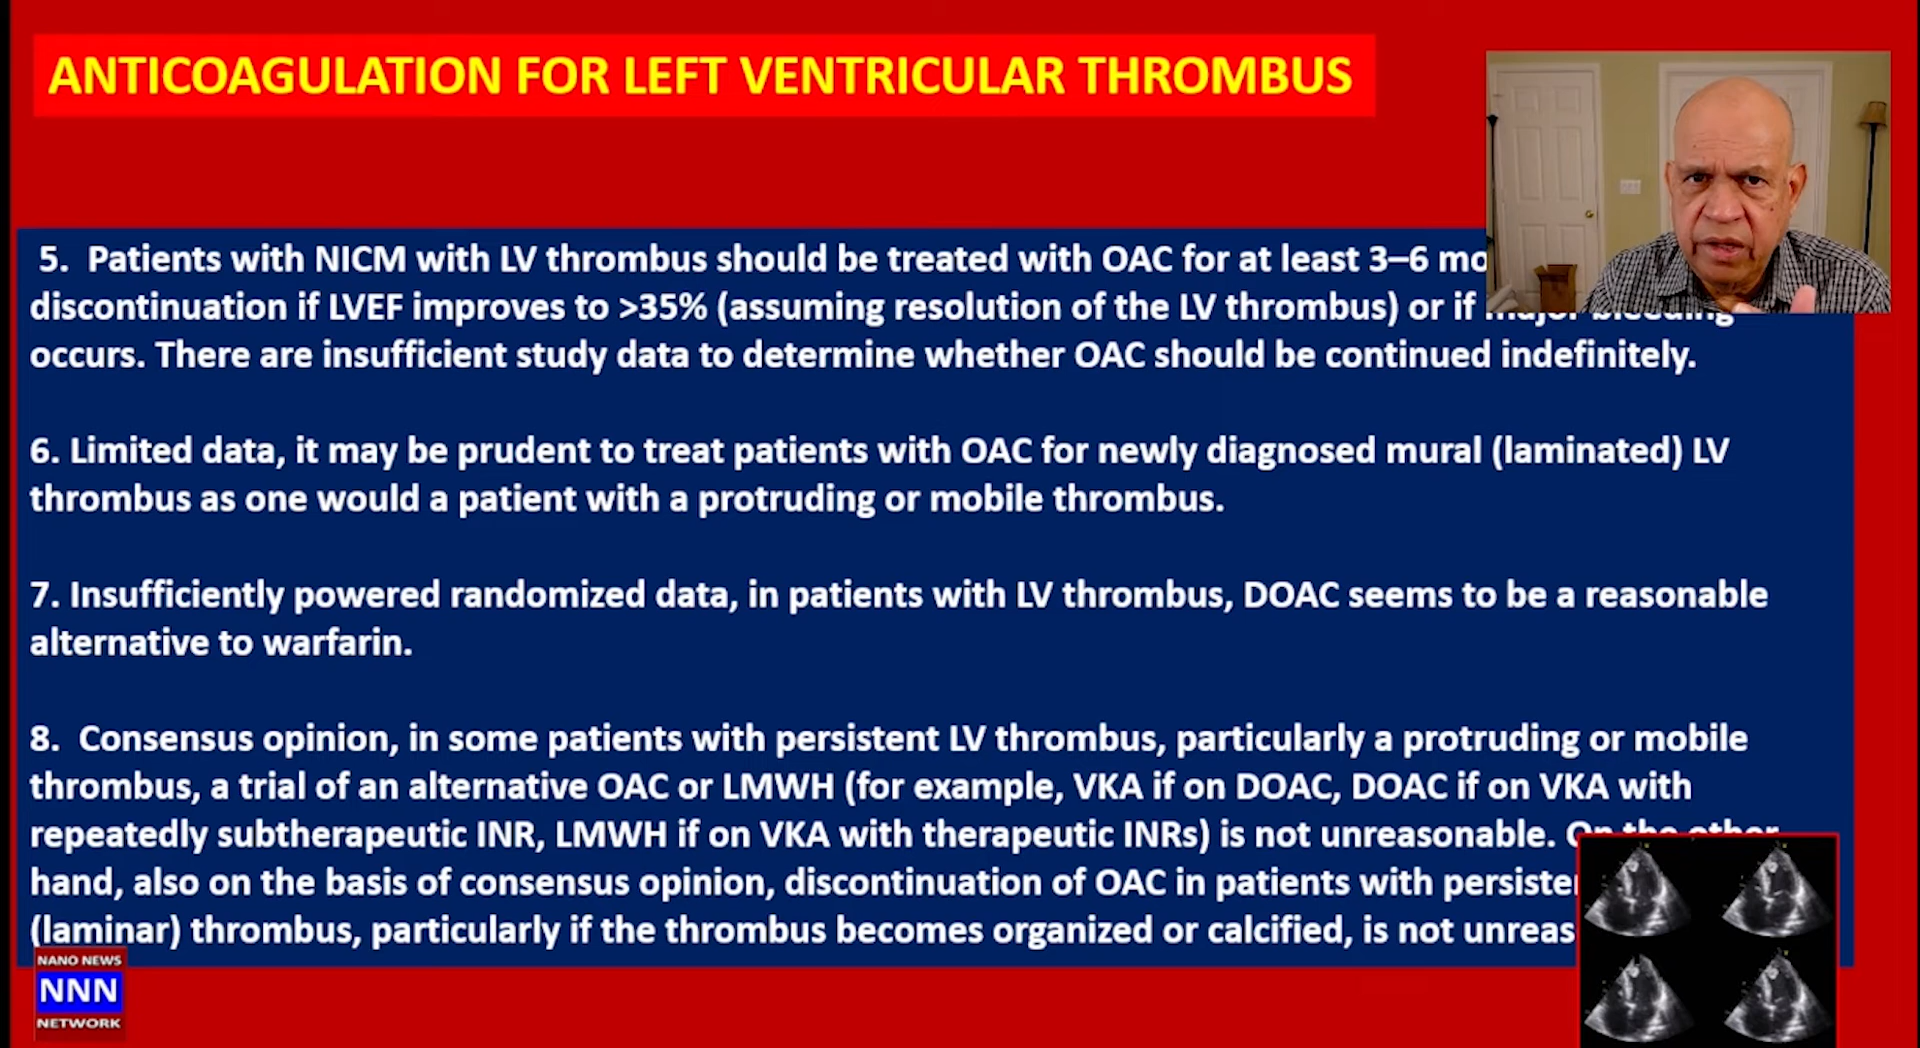 ANTICOAGULATION FOR LEFT VENTRICULAR THROMBUS
5. Patients with NICM with LV thrombus should be treated with OAC for at least 3–6 mo
discontinuation if LVEF improves to >35% (assuming resolution of the LV thrombus) or if major bleeding
occurs. There are insufficient study data to determine whether OAC should be continued indefinitely.
6. Limited data, it may be prudent to treat patients with OAC for newly diagnosed mural (laminated) LV
thrombus as one would a patient with a protruding or mobile thrombus.
7. Insufficiently powered randomized data, in patients with LV thrombus, DOAC seems to be a reasonable
alternative to warfarin.
8. Consensus opinion, in some patients with persistent LV thrombus, particularly a protruding or mobile
thrombus, a trial of an alternative OAC or LMWH (for example, VKA if on DOAC, DOAC if on VKA with
repeatedly subtherapeutic INR, LMWH if on VKA with therapeutic INRs) is not unreasonable. On the other
hand, also on the basis of consensus opinion, discontinuation of OAC in patients with persiste
(laminar) thrombus, particularly if the thrombus becomes organized or calcified, is not unreas
NANO NEWS
NNN
NETWORK